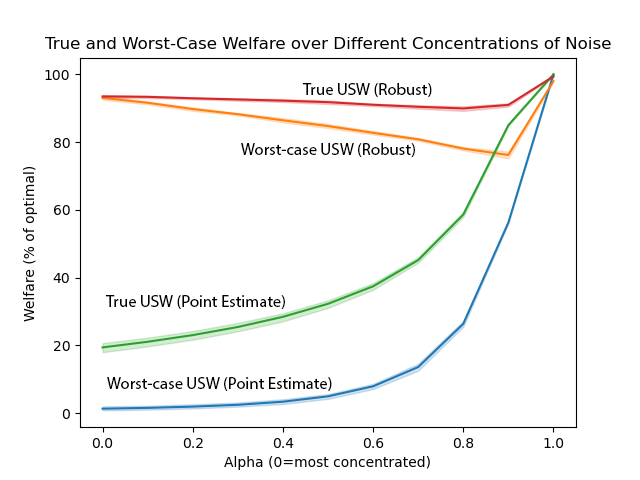 True and Worst-Case Welfare over Different Concentrations of Noise
100
80
60
40
20
0
Welfare (% of optimal)
True USW (Robust)
Worst-case USW (Robust)
True USW (Point Estimate)
Worst-case USW (Point Estimate)
0.0 0.2 0.4 0.6 0.8 1.0
Alpha (0=most concentrated)